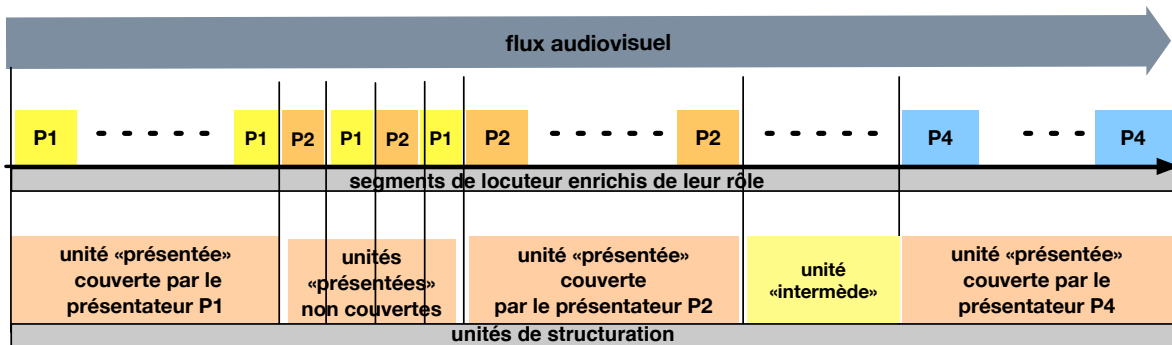 flux audiovisuel
P1 P1 P2 P1 P2 P1 P2 P2 P4 P4
segments de locuteur enrichis de leur rôle
unité «présentée»
couverte par le
présentateur P1
unités
«présentées»
non couvertes
unité «présentée»
couverte
par le présentateur P2
unité
«intermède»
unité «présentée»
couverte par le
présentateur P4
unités de structuration